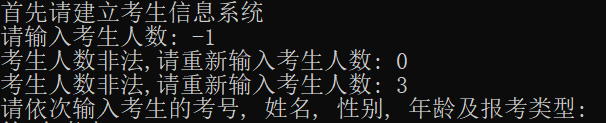 首先请建立考生信息系统
请输入考生人数: -1
考生人数非法,请重新输入考生人数: 0
考生人数非法,请重新输入考生人数: 3
请依次输入考生的考号, 姓名, 性别, 年龄及报考类型: